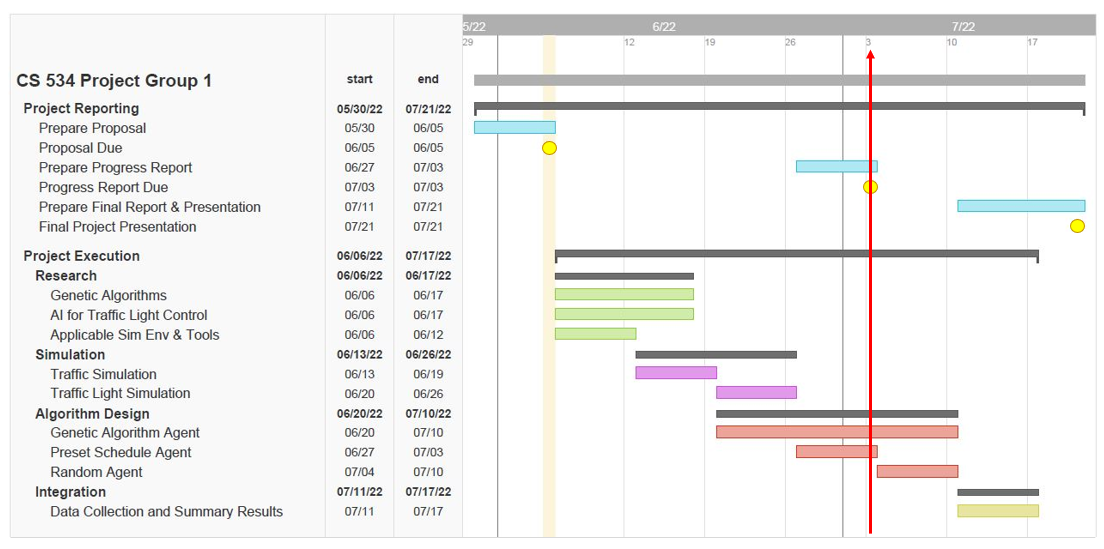 5/22 6/22 7/22
29 12 19 26 3 10 17
CS 534 Project Group 1 start end
Project Reporting 05/30/22 07/21/22
Prepare Proposal 05/30 06/05
Proposal Due 06/05 06/05
Prepare Progress Report 06/27 07/03
Progress Report Due 07/03 07/03
Prepare Final Report & Presentation 07/11 07/21
Final Project Presentation 07/21 07/21
Project Execution 06/06/22 07/17/22
Research 06/06/22 06/17/22
Genetic Algorithms 06/06 06/17
AI for Traffic Light Control 06/06 06/17
Applicable Sim Env & Tools 06/06 06/12
Simulation 06/13/22 06/26/22
Traffic Simulation 06/13 06/19
Traffic Light Simulation 06/20 06/26
Algorithm Design 06/20/22 07/10/22
Genetic Algorithm Agent 06/20 07/10
Preset Schedule Agent 06/27 07/03
Random Agent 07/04 07/10
Integration 07/11/22 07/17/22
Data Collection and Summary Results 07/11 07/17